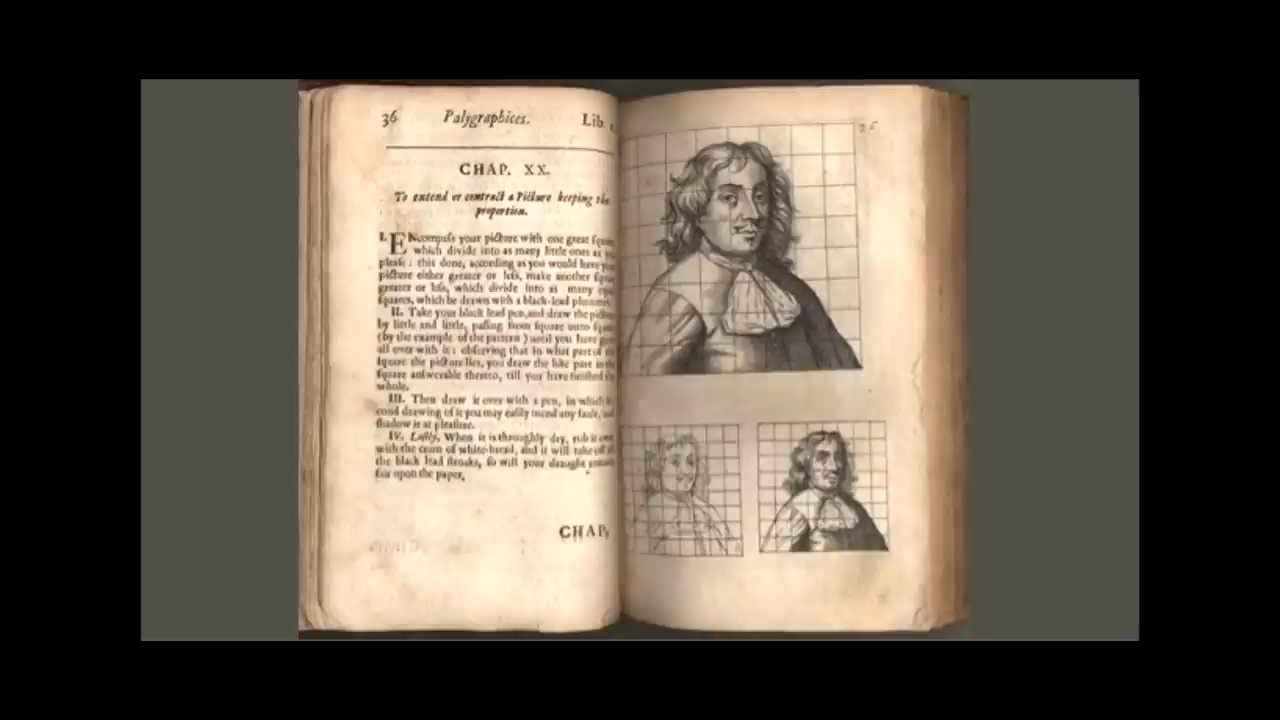 36 Polygraphices. Lib. 1.
CHAP. XX.
To extend or contract a Picture keeping the
proportion.
I. ENcompass your picture with one great square
which divide into as many little ones as you
please: this done, according as you would have your
picture either greater or less, make another square
greater or less, which divide into as many equal
squares, which be drawn with a black-lead plummet.
II. Take your black lead pen, and draw the picture
by little and little, passing from square unto square
(by the example of the pattern) until you have gone
all over with it: observing that in what part of the
square the picture lies, you draw the like part in the
square answerable thereto, till you have finished the
whole.
III. Then draw it over with a pen, in which
cond drawing of it you may easily mend any fault, and
shadow it at pleasure.
IV. Lastly, When it is throughly dry, rub it over
with the crum of white-bread, and it will take off all
the black lead stroaks, so will your draught remain
fair upon the paper,
CHAP.